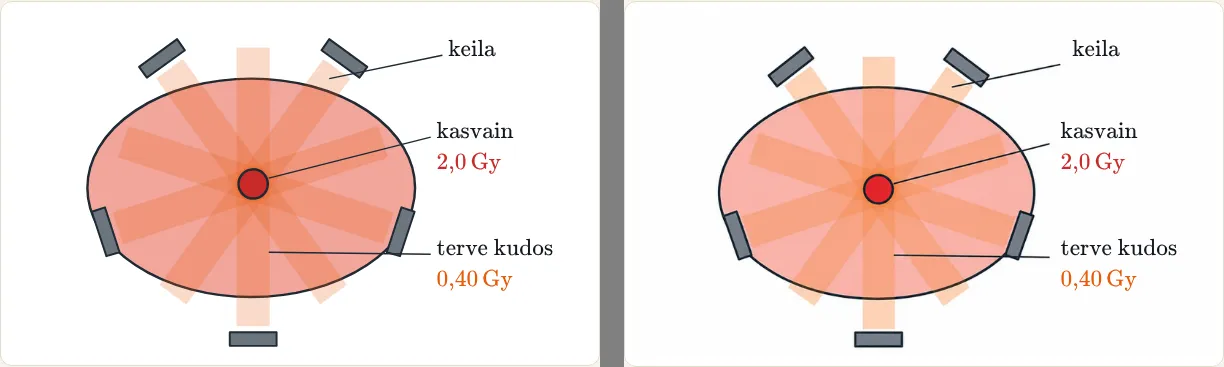 keila
kasvain
2,0 Gy
terve kudos
0,40 Gy
keila
kasvain
2,0 Gy
terve kudos
0,40 Gy